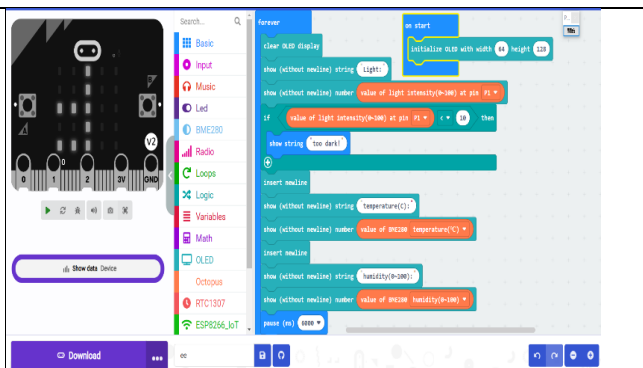 Search...
Basic
Input
Music
Led
BME280
Radio
Loops
Logic
Variables
Math
OLED
Octopus
RTC1307
ESP8266_IoT
V2
0
0 1 2 3V GND
Show data Device
Download
forever
clear OLED display
show (without newline) string Light:
show (without newline) number value of light intensity(0~100) at pin P1
if value of light intensity(0~100) at pin P1 < 10 then
show string "too dark!"
insert newline
show (without newline) string temperature(C):
show (without newline) number value of BME280 temperature(°C)
insert newline
show (without newline) string humidity(0~100):
show (without newline) number value of BME280 humidity(0~100)
pause (ms) 6000
on start
initialize OLED with width 64 height 128